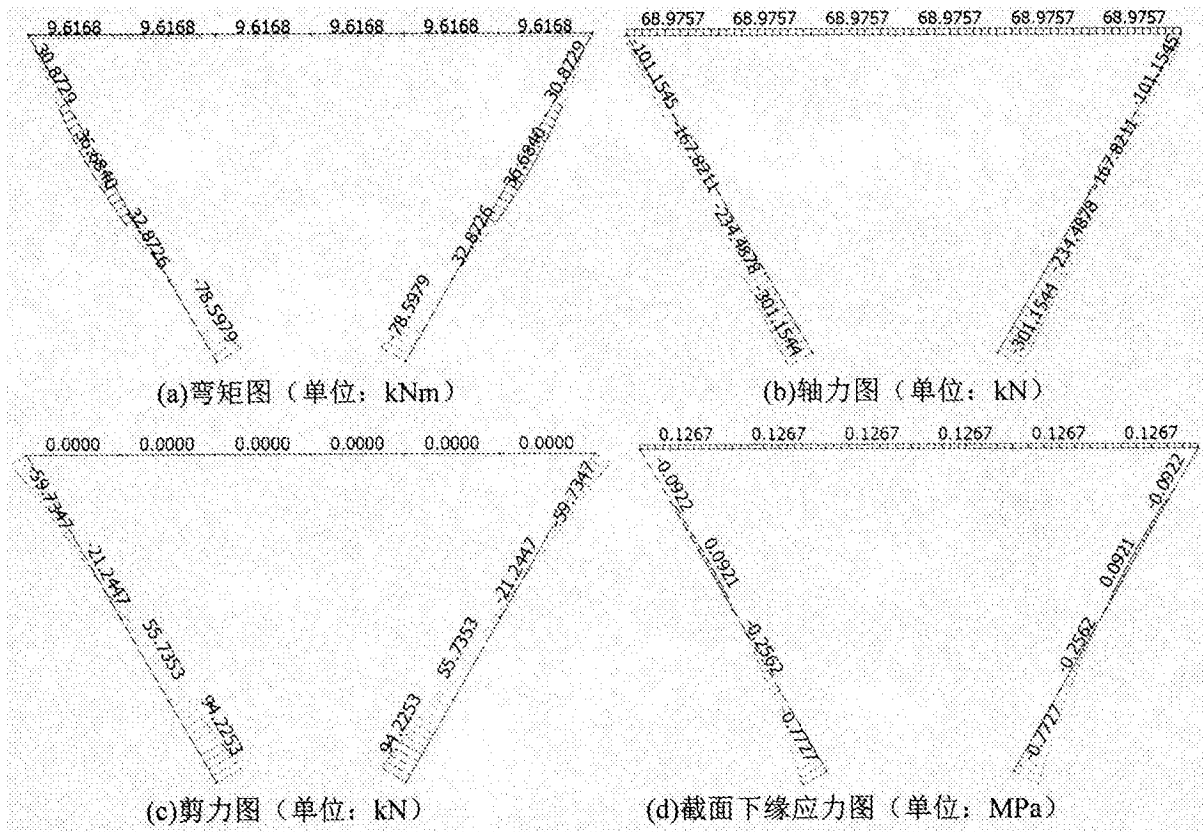 9.6168 9.6168 9.6168 9.6168 9.6168 9.6168
-30.8729 30.8729
36.6840 36.6840
32.8726 32.8726
-78.5979 -78.5979
(a)弯矩图（单位：kNm）
68.9757 68.9757 68.9757 68.9757 68.9757 68.9757
-101.1545 -101.1545
-167.8211 -167.8211
-234.4878 -234.4878
-301.1544 -301.1544
(b)轴力图（单位：kN）
0.0000 0.0000 0.0000 0.0000 0.0000 0.0000
-59.7347 -59.7347
-21.2447 -21.2447
55.7353 55.7353
94.2253 94.2253
(c)剪力图（单位：kN）
0.1267 0.1267 0.1267 0.1267 0.1267 0.1267
-0.0922 -0.0922
0.0921 0.0921
-0.2562 -0.2562
-0.7727 -0.7727
(d)截面下缘应力图（单位：MPa）